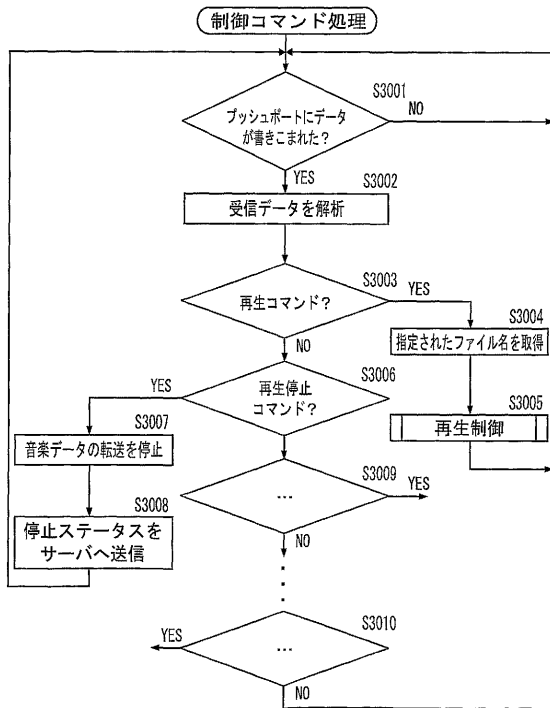 制御コマンド処理
S3001
プッシュポートにデータ
が書きこまれた？
NO
YES
S3002
受信データを解析
S3003
再生コマンド？
YES
S3004
指定されたファイル名を取得
NO
S3006
再生停止
コマンド？
YES
S3005
再生制御
S3007
音楽データの転送を停止
S3009
...
YES
S3008
停止ステータスを
サーバへ送信
NO
S3010
...
YES
NO